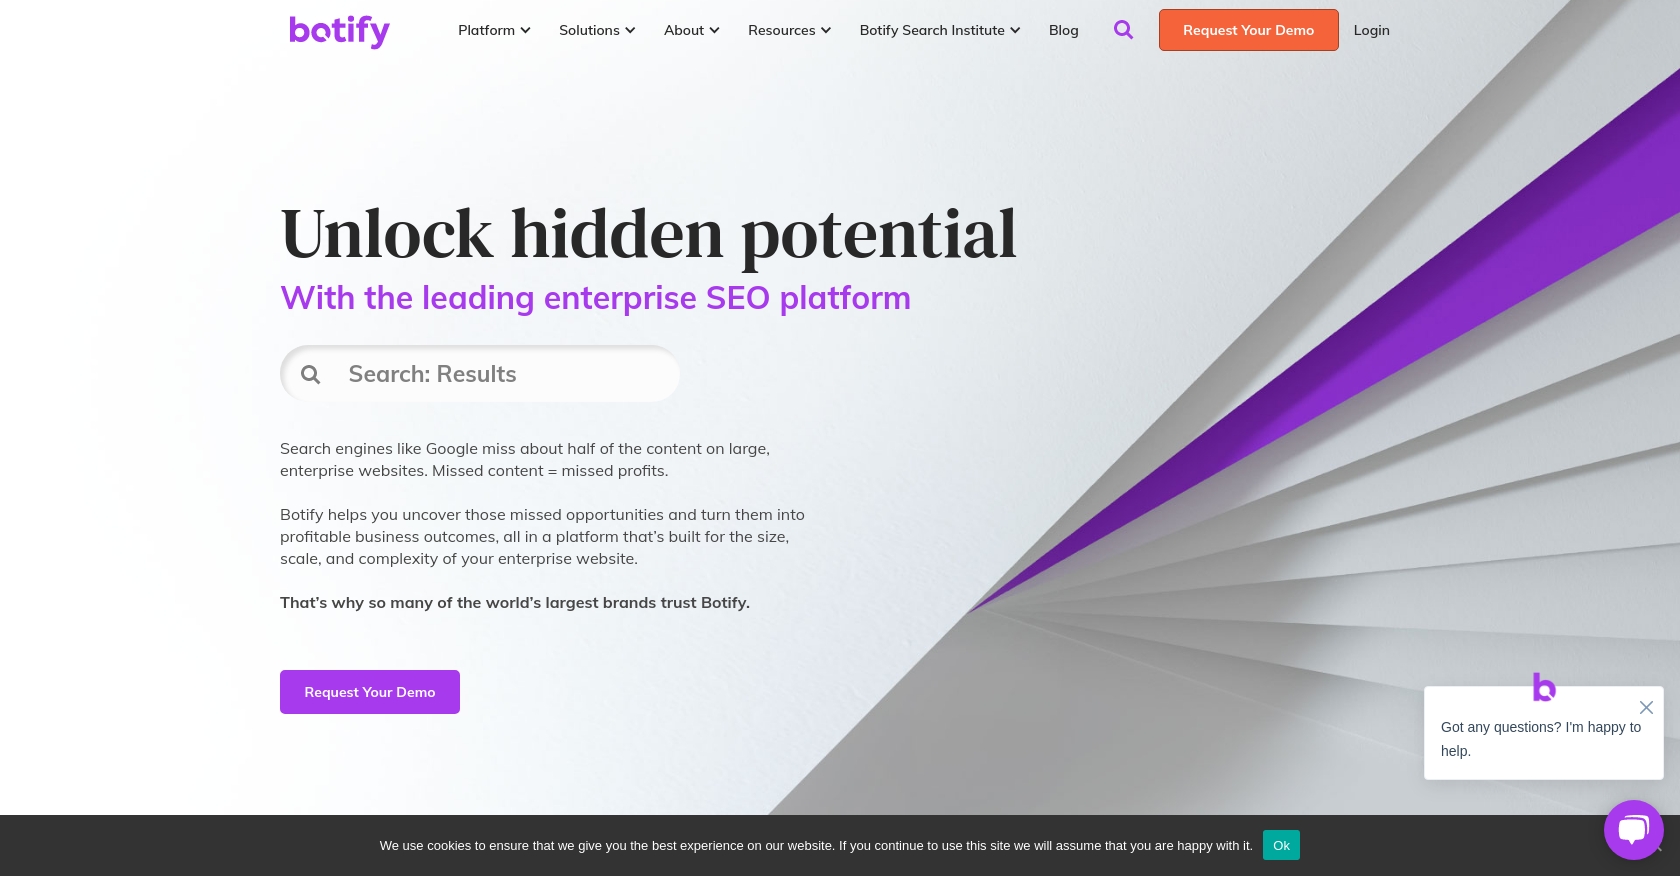 botify
Platform
Solutions
About
Resources
Botify Search Institute
Blog
Request Your Demo
Login
Unlock hidden potential
With the leading enterprise SEO platform
Search: Results
Search engines like Google miss about half of the content on large,
enterprise websites. Missed content = missed profits.
Botify helps you uncover those missed opportunities and turn them into
profitable business outcomes, all in a platform that’s built for the size,
scale, and complexity of your enterprise website.
That’s why so many of the world’s largest brands trust Botify.
Request Your Demo
b
Got any questions? I'm happy to
help.
We use cookies to ensure that we give you the best experience on our website. If you continue to use this site we will assume that you are happy with it.
Ok